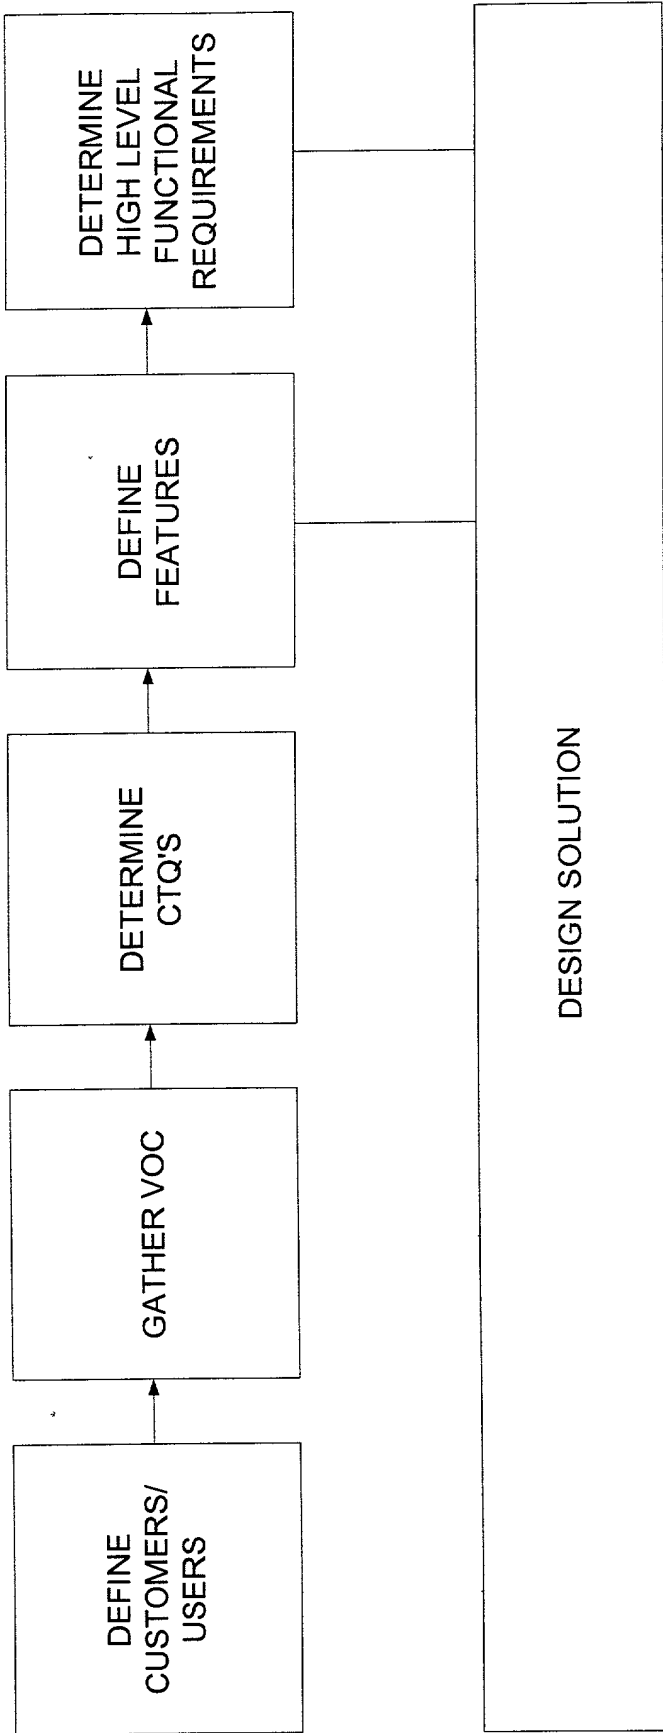 DEFINE
CUSTOMERS/
USERS
GATHER VOC
DETERMINE
CTQ'S
DEFINE
FEATURES
DETERMINE
HIGH LEVEL
FUNCTIONAL
REQUIREMENTS
DESIGN SOLUTION